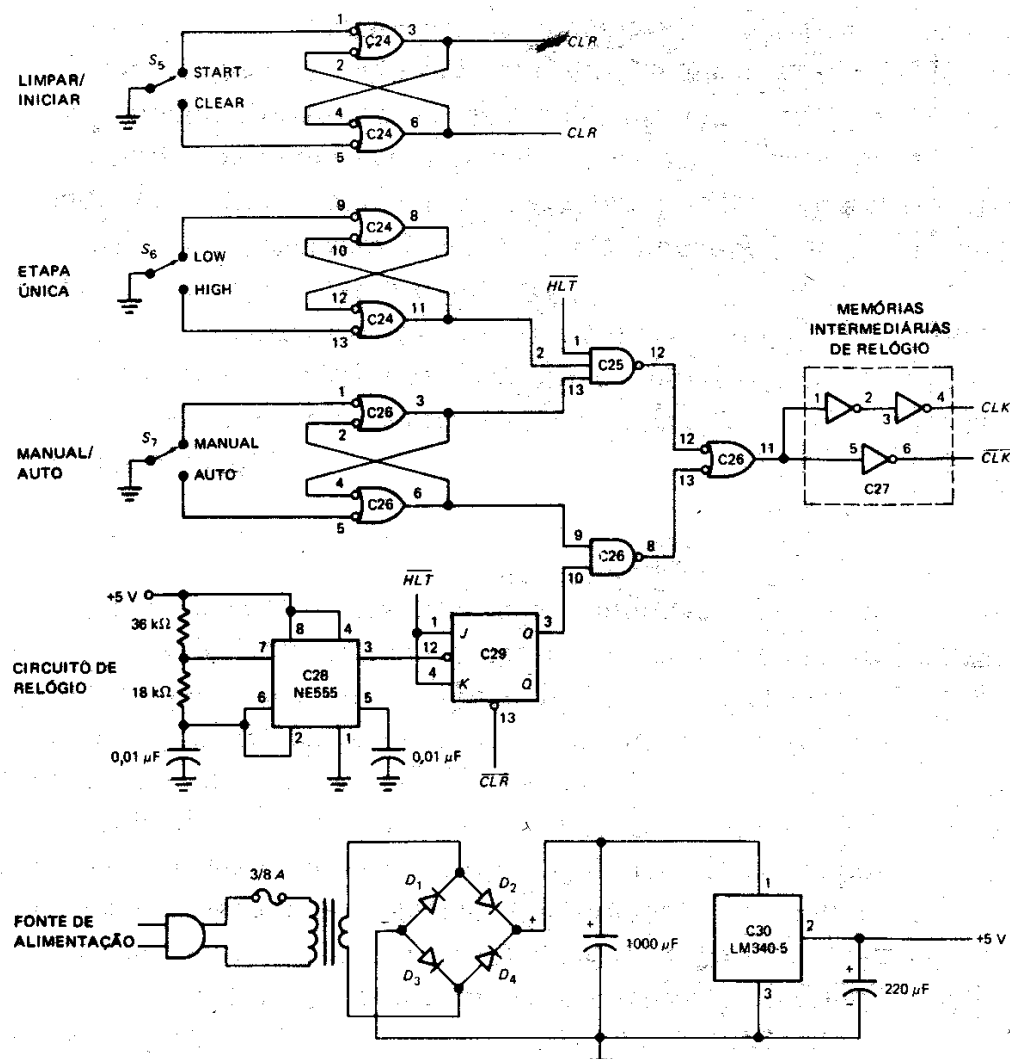 LIMPAR/
INICIAR
S5
START
CLEAR
1
2
C24
3
4
5
C24
6
CLR
CLR
ETAPA
ÚNICA
S6
LOW
HIGH
9
10
C24
8
12
13
C24
11
HLT
1
2
13
C25
12
MANUAL/
AUTO
S7
MANUAL
AUTO
1
2
C26
3
4
5
C26
6
12
13
C26
11
9
10
C26
8
MEMÓRIAS
INTERMEDIÁRIAS
DE RELÓGIO
1
2
3
4
CLK
5
6
CLK
C27
CIRCUITO DE
RELÓGIO
+5 V
36 kΩ
18 kΩ
0,01 µF
8
4
7
3
6
5
2
1
C28
NE555
0,01 µF
HLT
1
J
Q
3
12
C29
4
K
Q
13
CLR
FONTE DE
ALIMENTAÇÃO
3/8 A
D1
D2
D3
D4
-
+
+
1000 µF
1
C30
LM340-5
2
3
+5 V
+
220 µF
-